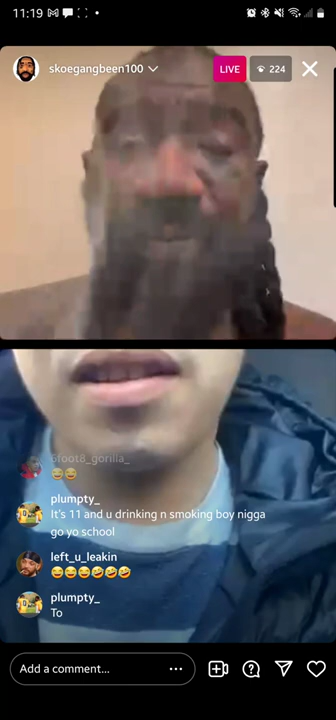 11:19
skoegangbeen100
LIVE
224
6foot8_gorilla_
😂😂
plumpty_
It's 11 and u drinking n smoking boy nigga
go yo school
left_u_leakin
😂😂😂🤣🤣🤣
plumpty_
To
Add a comment...